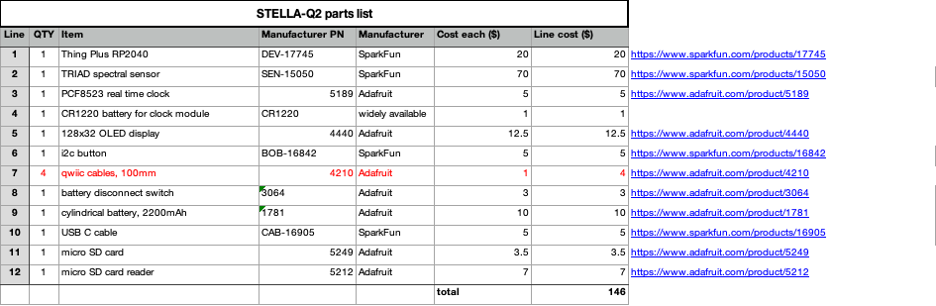 STELLA-Q2 parts list
Line QTY Item Manufacturer PN Manufacturer Cost each ($) Line cost ($)
1 1 Thing Plus RP2040 DEV-17745 SparkFun 20 20 https://www.sparkfun.com/products/17745
2 1 TRIAD spectral sensor SEN-15050 SparkFun 70 70 https://www.sparkfun.com/products/15050
3 1 PCF8523 real time clock 5189 Adafruit 5 5 https://www.adafruit.com/product/5189
4 1 CR1220 battery for clock module CR1220 widely available 1 1
5 1 128x32 OLED display 4440 Adafruit 12.5 12.5 https://www.adafruit.com/product/4440
6 1 i2c button BOB-16842 SparkFun 5 5 https://www.sparkfun.com/products/16842
7 4 qwiic cables, 100mm 4210 Adafruit 1 4 https://www.adafruit.com/product/4210
8 1 battery disconnect switch 3064 Adafruit 3 3 https://www.adafruit.com/product/3064
9 1 cylindrical battery, 2200mAh 1781 Adafruit 10 10 https://www.adafruit.com/product/1781
10 1 USB C cable CAB-16905 SparkFun 5 5 https://www.sparkfun.com/products/16905
11 1 micro SD card 5249 Adafruit 3.5 3.5 https://www.adafruit.com/product/5249
12 1 micro SD card reader 5212 Adafruit 7 7 https://www.adafruit.com/product/5212
total 146